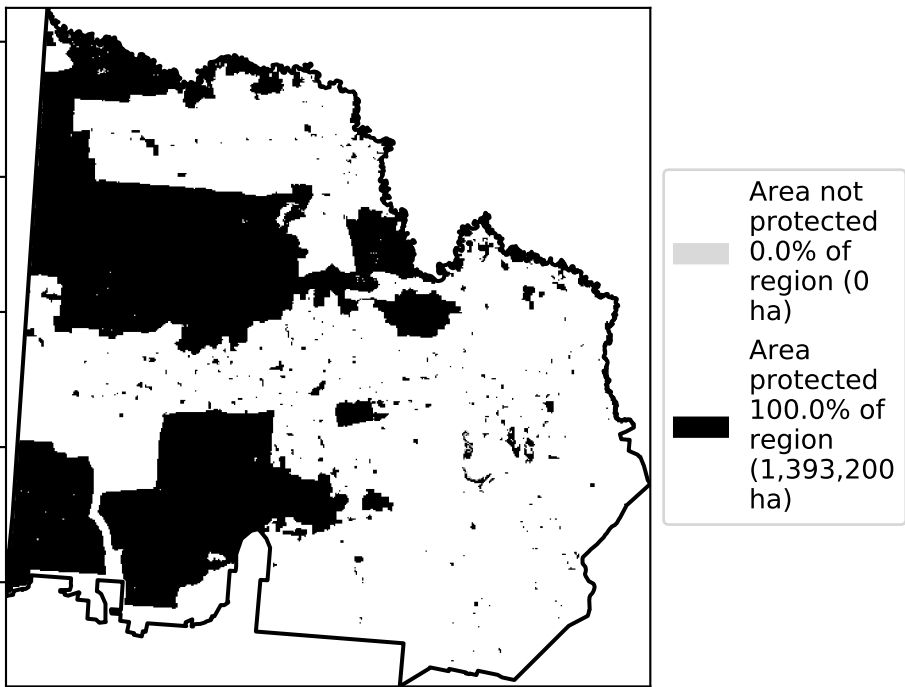 Area not
protected
0.0% of
region (0
ha)
Area
protected
100.0% of
region
(1,393,200
ha)